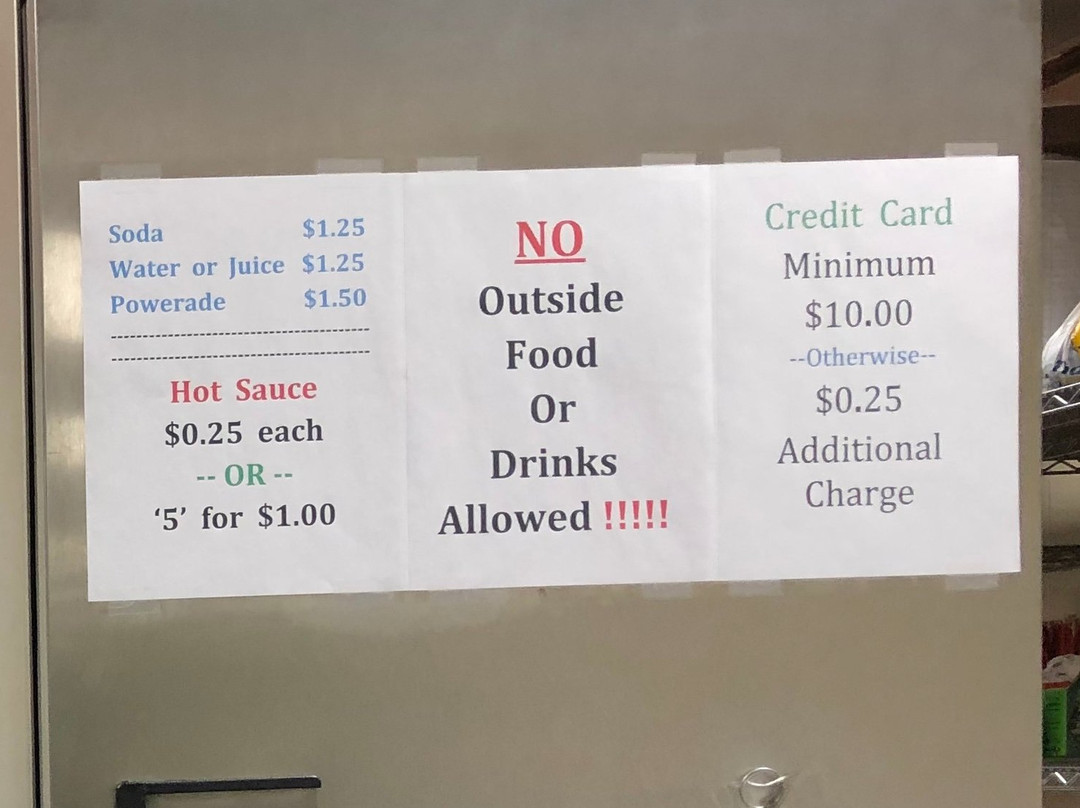 Soda $1.25
Water or Juice $1.25
Powerade $1.50
--------------------------------------------
--------------------------------------------
Hot Sauce
$0.25 each
-- OR --
‘5’ for $1.00
NO
Outside
Food
Or
Drinks
Allowed !!!!!
Credit Card
Minimum
$10.00
--Otherwise--
$0.25
Additional
Charge